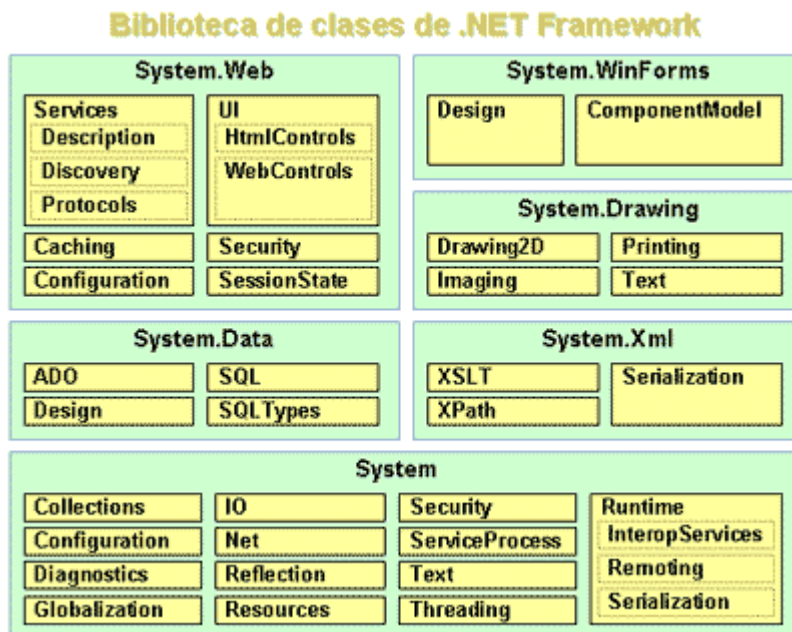 Biblioteca de clases de .NET Framework
System.Web
Services
Description
Discovery
Protocols
UI
HtmlControls
WebControls
Caching
Security
Configuration
SessionState
System.WinForms
Design
ComponentModel
System.Drawing
Drawing2D
Printing
Imaging
Text
System.Data
ADO
SQL
Design
SQLTypes
System.Xml
XSLT
Serialization
XPath
System
Collections
Configuration
Diagnostics
Globalization
IO
Net
Reflection
Resources
Security
ServiceProcess
Text
Threading
Runtime
InteropServices
Remoting
Serialization